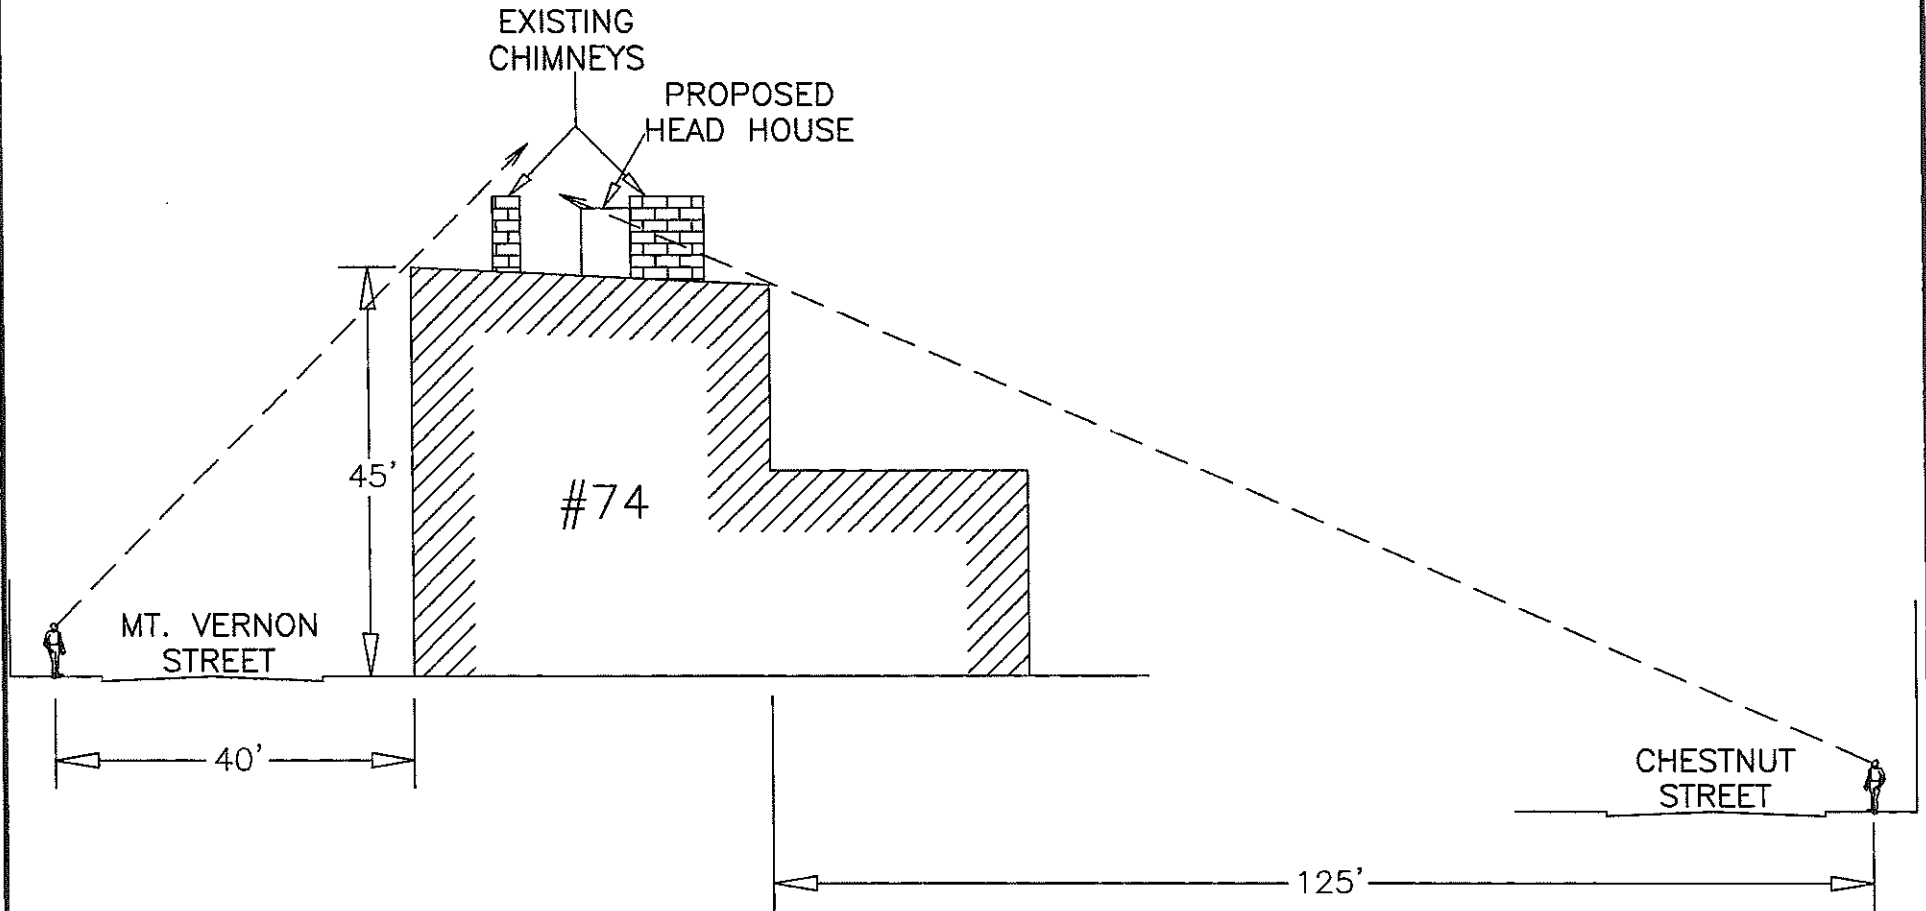 EXISTING
CHIMNEYS
PROPOSED
HEAD HOUSE
45'
#74
MT. VERNON
STREET
40'
CHESTNUT
STREET
125'